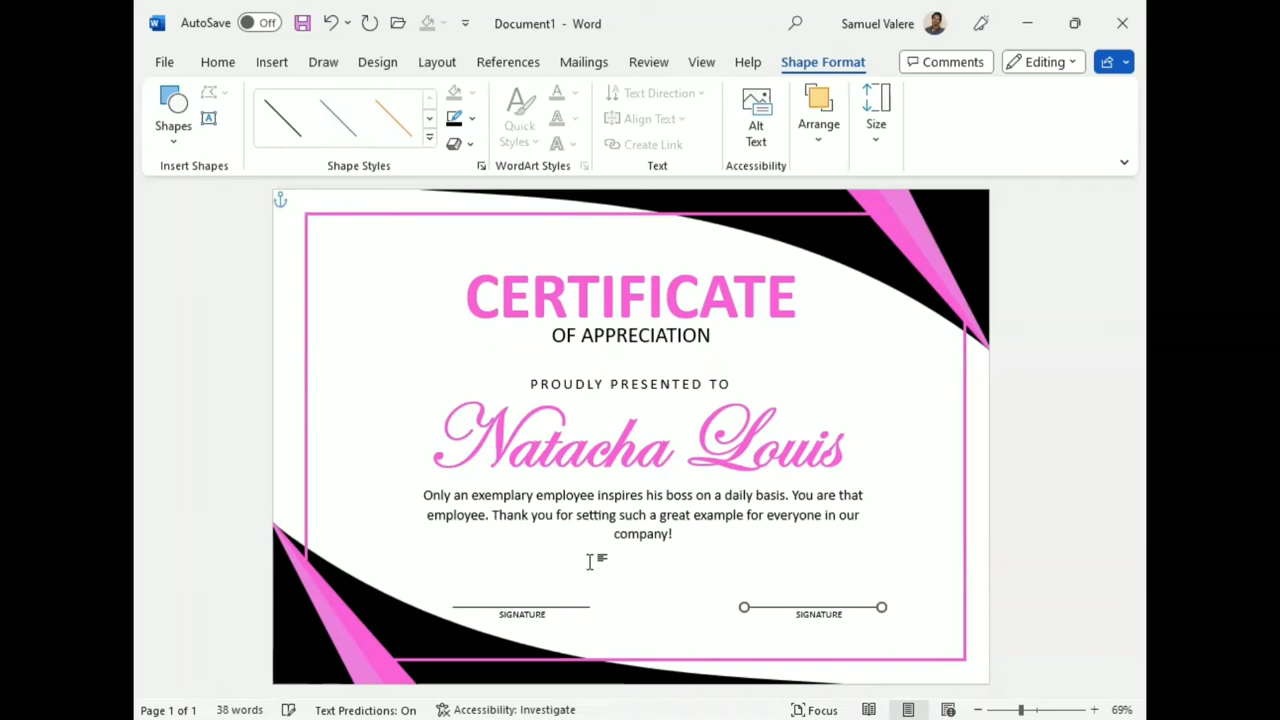 AutoSave Off Document1 - Word Samuel Valere
File Home Insert Draw Design Layout References Mailings Review View Help Shape Format Comments Editing
Shapes
Insert Shapes
Shape Styles
Quick
Styles
WordArt Styles
Text Direction
Align Text
Create Link
Text
Alt
Text
Accessibility
Arrange
Size
CERTIFICATE
OF APPRECIATION
PROUDLY PRESENTED TO
Natacha Louis
Only an exemplary employee inspires his boss on a daily basis. You are that
employee. Thank you for setting such a great example for everyone in our
company!
SIGNATURE SIGNATURE
Page 1 of 1 38 words Text Predictions: On Accessibility: Investigate Focus 69%